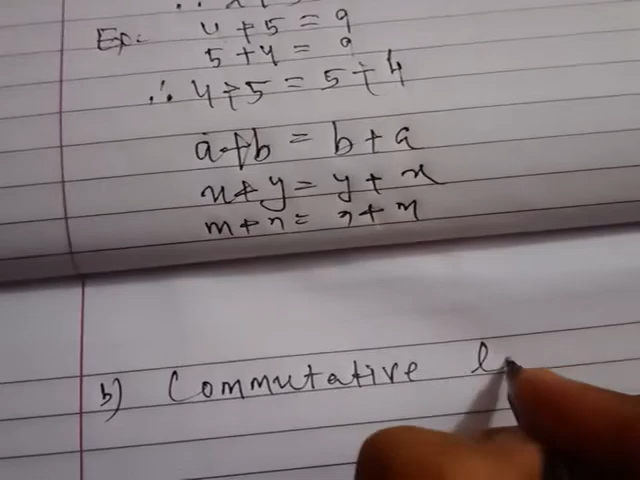 Ex: 4 + 5 = 9
5 + 4 = 9
∴ 4 + 5 = 5 + 4
a + b = b + a
x + y = y + x
m + n = n + m
b) Commutative l